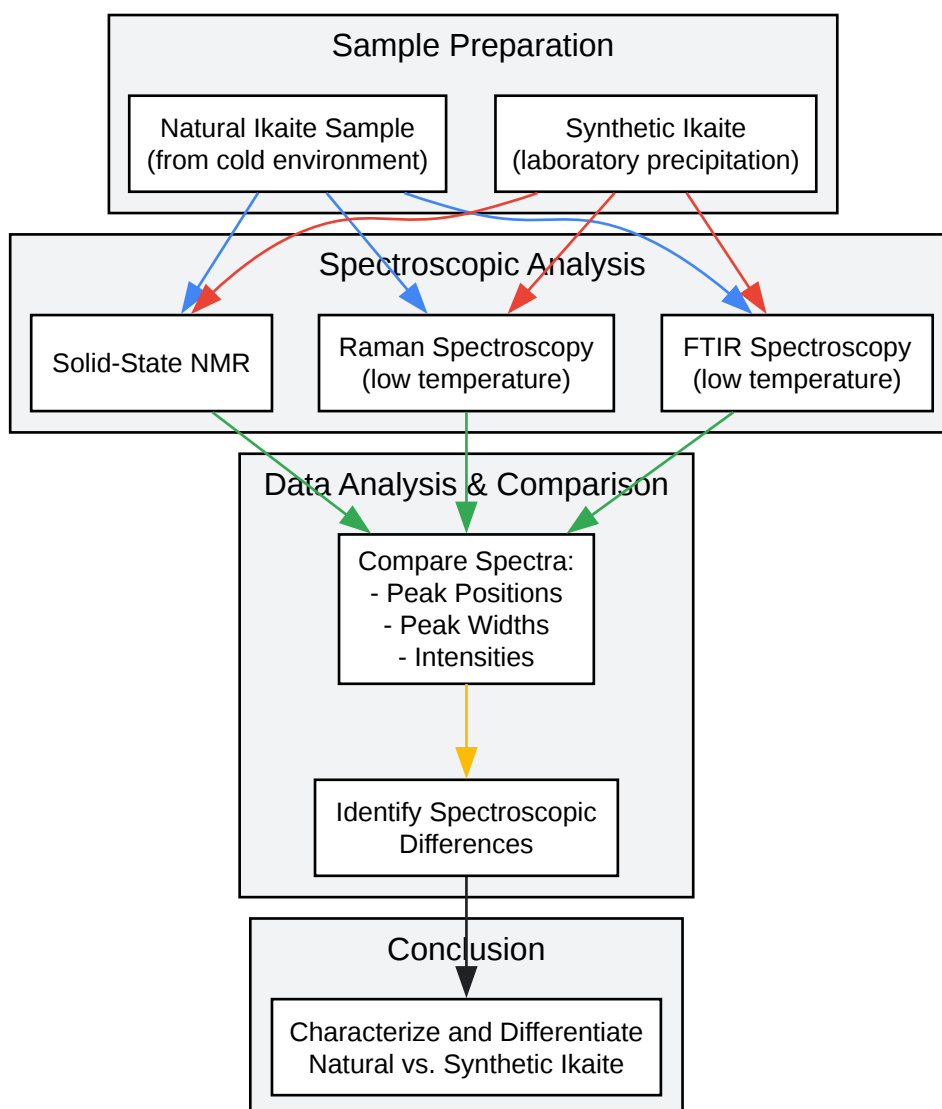 Sample Preparation
Natural Ikaite Sample
(from cold environment)
Synthetic Ikaite
(laboratory precipitation)
Spectroscopic Analysis
Solid-State NMR
Raman Spectroscopy
(low temperature)
FTIR Spectroscopy
(low temperature)
Data Analysis & Comparison
Compare Spectra:
- Peak Positions
- Peak Widths
- Intensities
Identify Spectroscopic
Differences
Conclusion
Characterize and Differentiate
Natural vs. Synthetic Ikaite